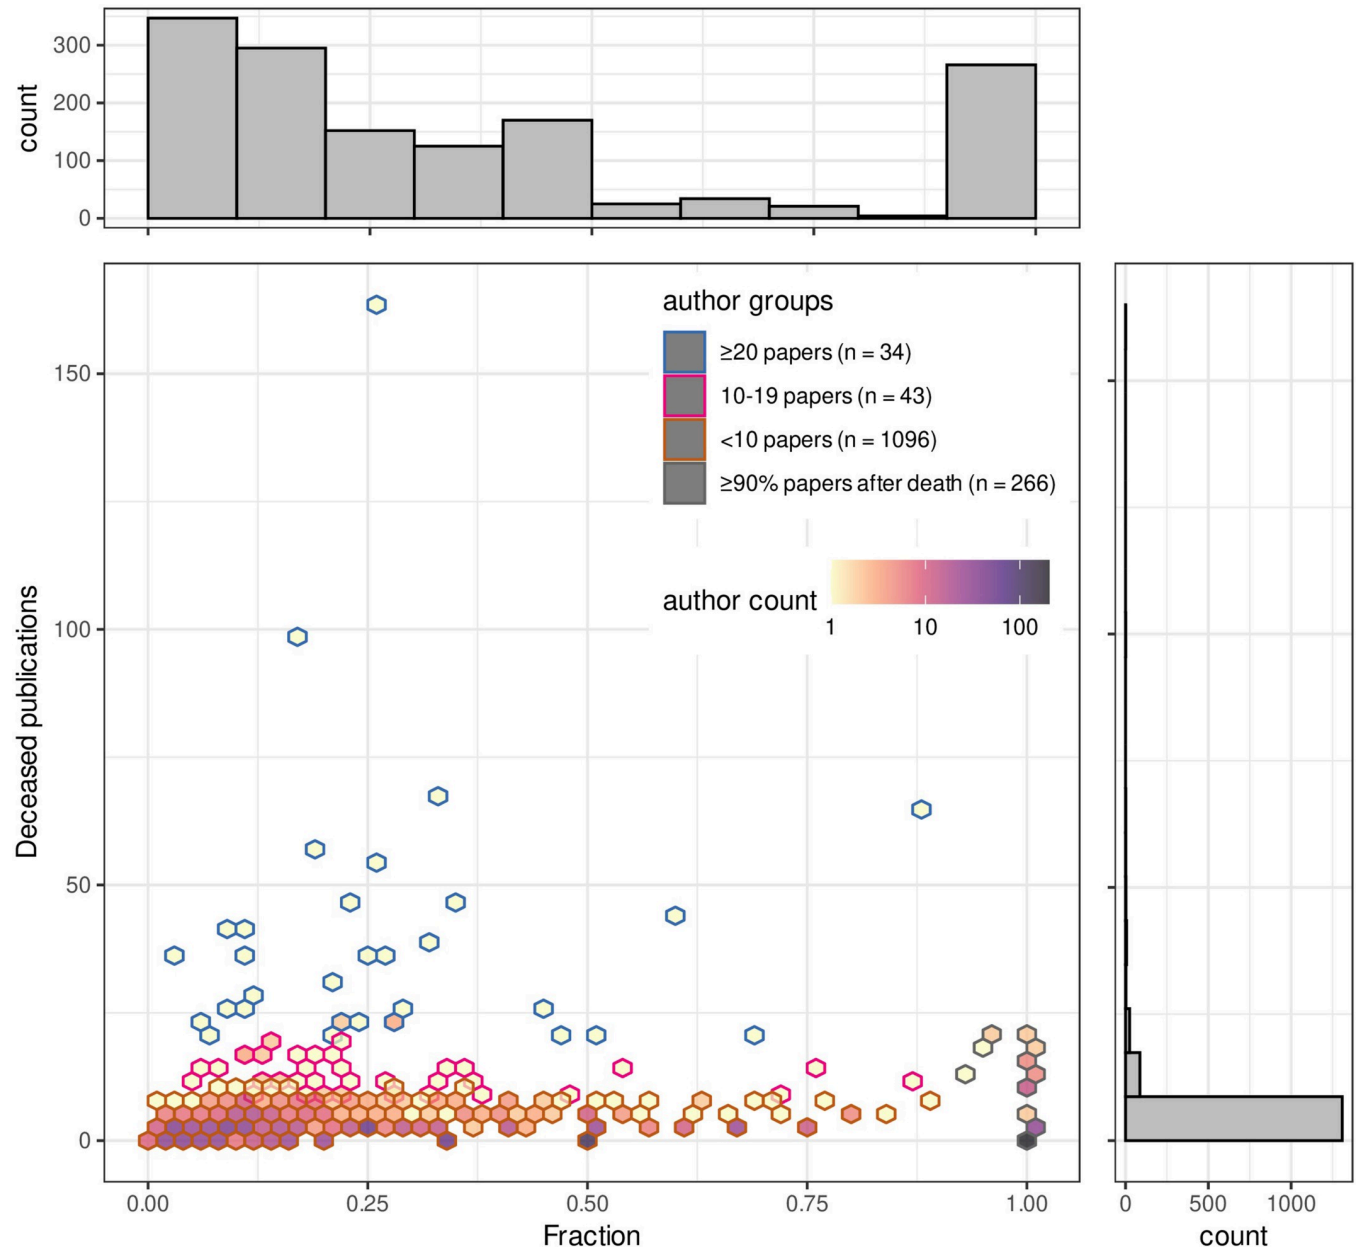 300
200
100
0
count
author groups
≥20 papers (n = 34)
10-19 papers (n = 43)
<10 papers (n = 1096)
≥90% papers after death (n = 266)
author count
1 10 100
150
100
50
0
Deceased publications
0.00 0.25 0.50 0.75 1.00
Fraction
0 500 1000
count